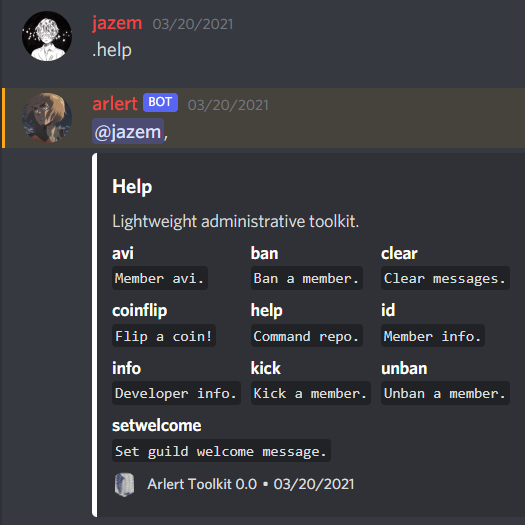 jazem 03/20/2021
.help
arlert BOT 03/20/2021
@jazem,
Help
Lightweight administrative toolkit.
avi ban clear
Member avi. Ban a member. Clear messages.
coinflip help id
Flip a coin! Command repo. Member info.
info kick unban
Developer info. Kick a member. Unban a member.
setwelcome
Set guild welcome message.
Arlert Toolkit 0.0 • 03/20/2021